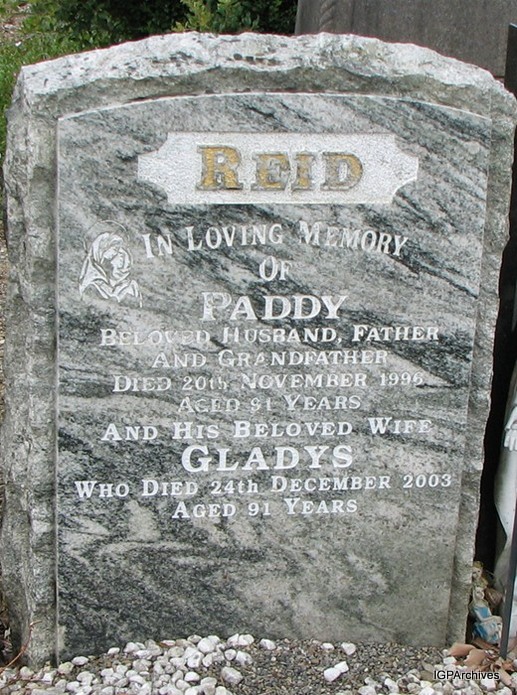 REID
IN LOVING MEMORY
OF
PADDY
BELOVED HUSBAND, FATHER
AND GRANDFATHER
DIED 20th NOVEMBER 1996
AGED 91 YEARS
AND HIS BELOVED WIFE
GLADYS
WHO DIED 24th DECEMBER 2003
AGED 91 YEARS
IGPArchives